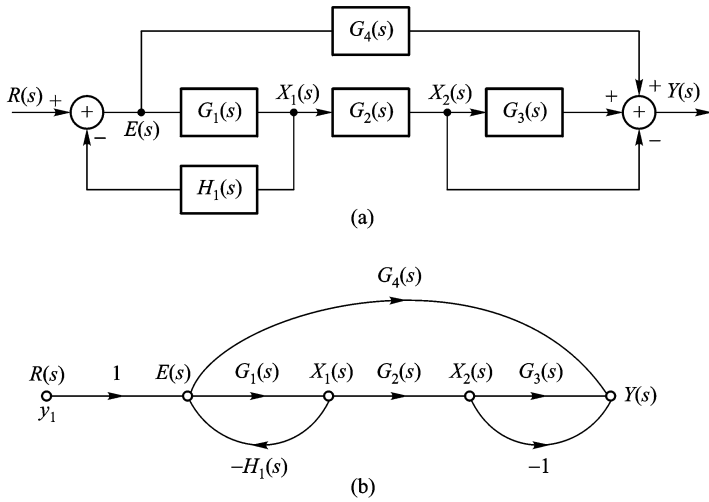 G₄(s)
R(s) + + Y(s)
+ X₁(s) X₂(s) + +
E(s) G₁(s) G₂(s) G₃(s)
− −
H₁(s)
(a)
G₄(s)
R(s) 1 E(s) G₁(s) X₁(s) G₂(s) X₂(s) G₃(s) Y(s)
y₁
−H₁(s) −1
(b)